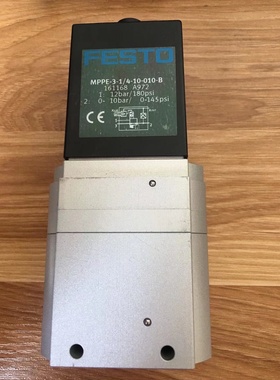 FESTO
MPPE-3-1/4-10-010-B
161168 A972
1: 12bar/180psi
2: 0- 10bar/ 0-145psi
CE